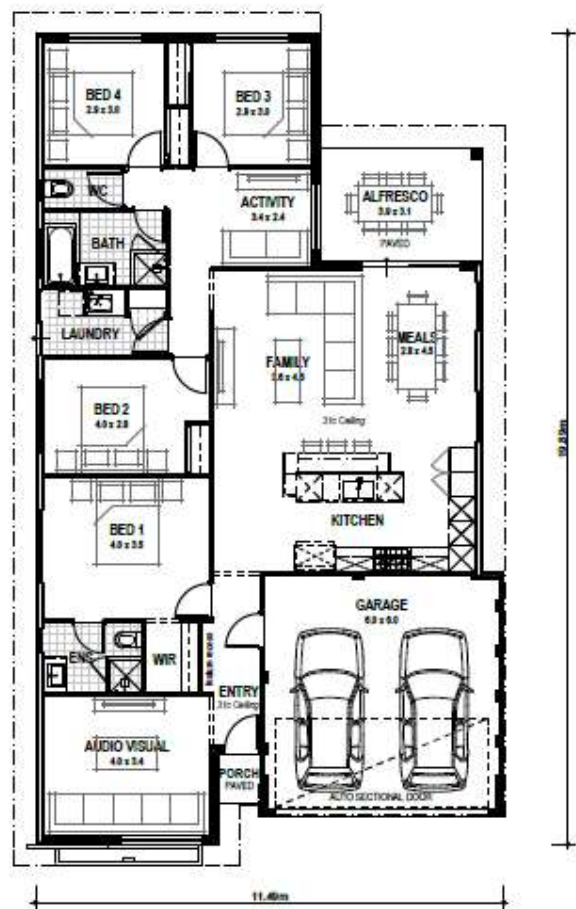 BED 4
2.9 x 3.0
BED 3
2.9 x 3.0
WC
ACTIVITY
3.4 x 2.4
ALFRESCO
3.9 x 3.1
PAVED
BATH
LAUNDRY
FAMILY
3.6 x 4.5
MEALS
2.8 x 4.5
31c Ceiling
BED 2
4.0 x 2.8
KITCHEN
BED 1
4.0 x 3.5
GARAGE
6.0 x 6.0
ENS
WIR
ENTRY
31c Ceiling
AUDIO VISUAL
4.0 x 3.4
PORCH
PAVED
AUTO SECTIONAL DOOR
19.89m
11.49m